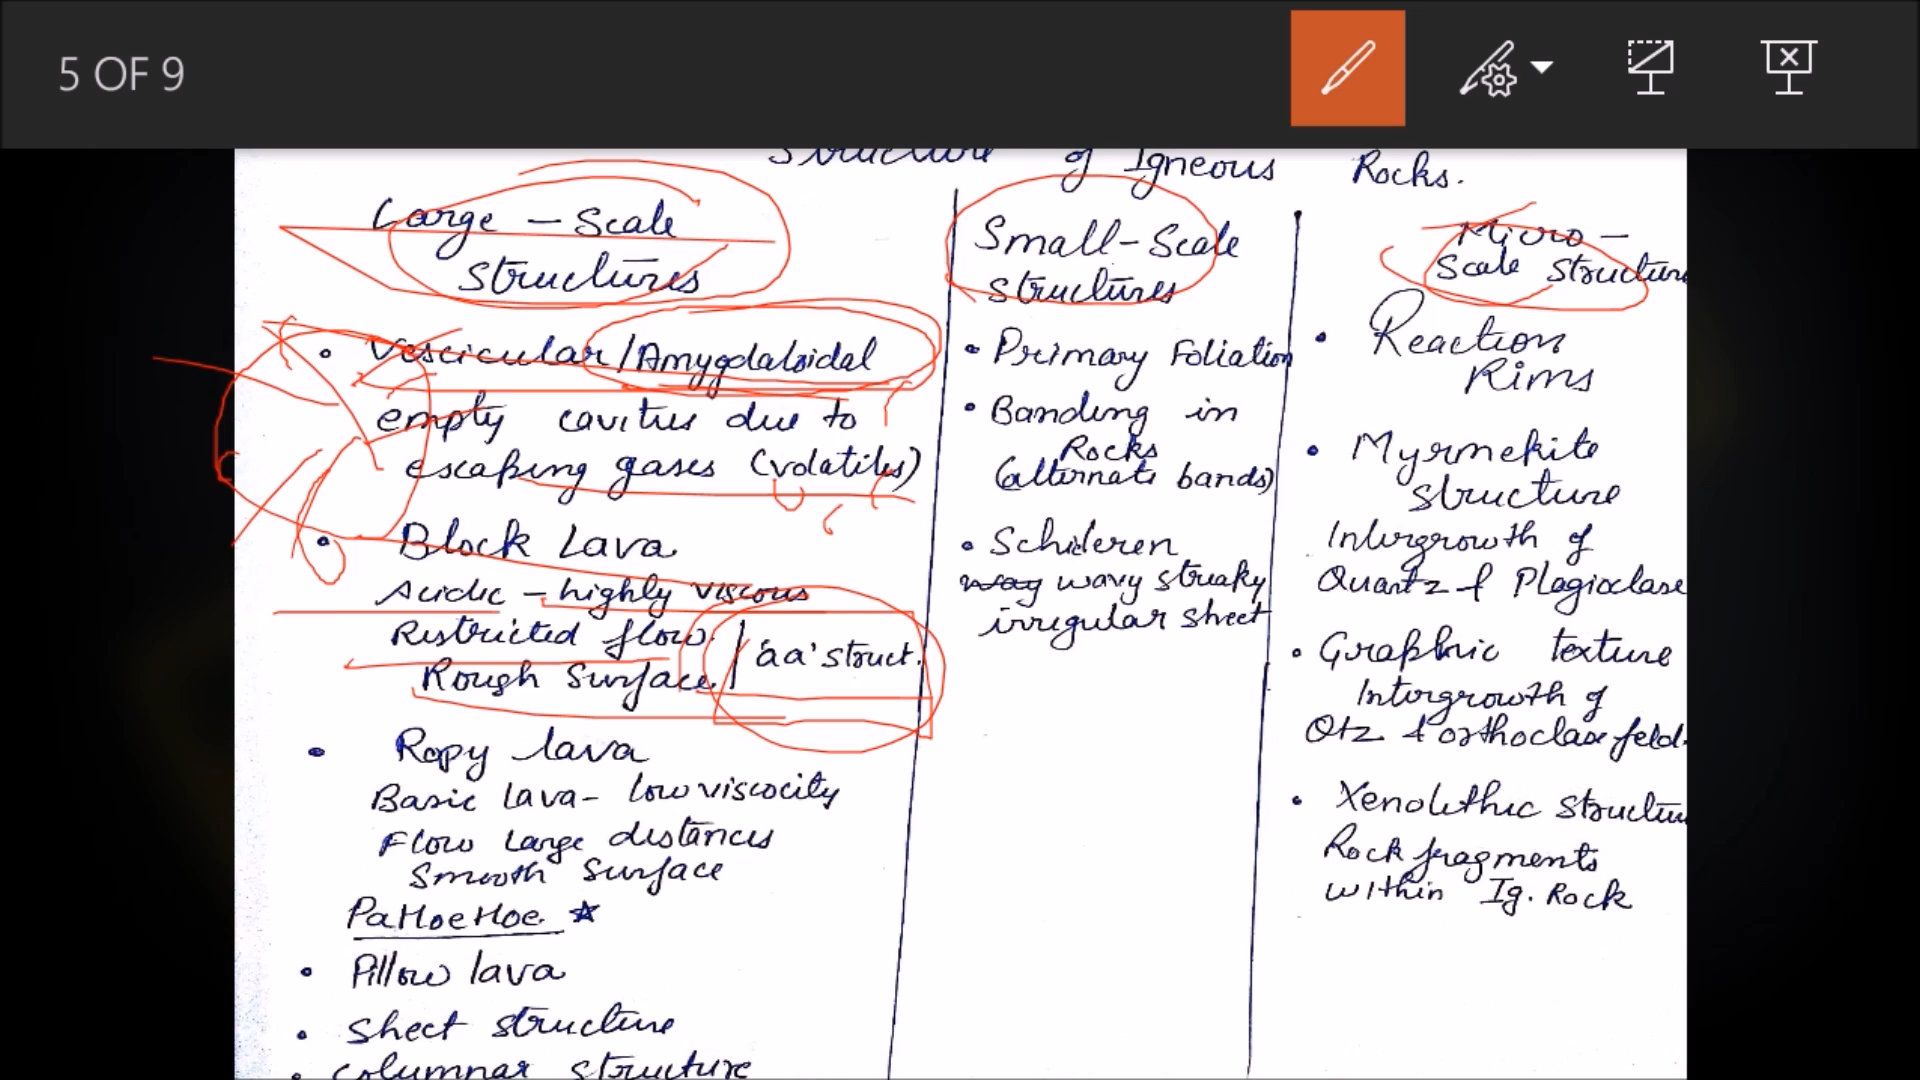 5 OF 9
Structure of Igneous Rocks.
Large - Scale
Structures
• Vescicular/Amygdaloidal
empty cavities due to
escaping gases (volatiles)
• Block Lava
Acidic - highly viscous
Restricted flow
Rough Surface
'aa' struct.
• Ropy lava
Basic lava - low viscocity
Flow large distances
Smooth Surface
PaHoeHoe ☆
• Pillow lava
• Sheet structure
• Columnar structure
Small-Scale
Structures
• Primary Foliation
• Banding in
Rocks
(alternate bands)
• Schideren
wavy streaky
irregular sheet
Micro -
Scale Structure
• Reaction
Rims
• Myrmekite
structure
Intergrowth of
Quartz & Plagioclase
• Graphic texture
Intergrowth of
Qtz & orthoclase feld.
• Xenolithic Structu
Rock fragments
within Ig. Rock